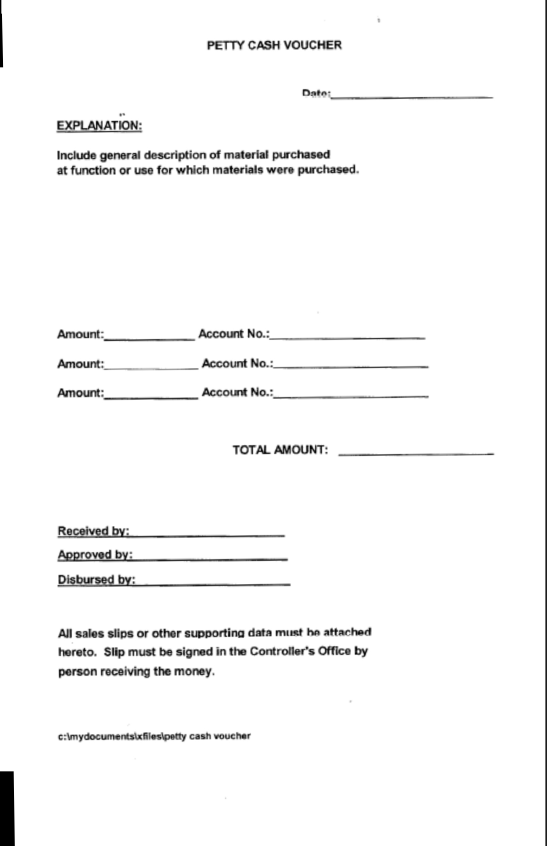 PETTY CASH VOUCHER
Date:
EXPLANATION:
Include general description of material purchased
at function or use for which materials were purchased.
Amount: Account No.:
Amount: Account No.:
Amount: Account No.:
TOTAL AMOUNT:
Received by:
Approved by:
Disbursed by:
All sales slips or other supporting data must be attached
hereto. Slip must be signed in the Controller's Office by
person receiving the money.
c:\mydocuments\xfiles\petty cash voucher